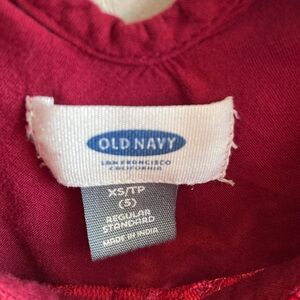 OLD NAVY
SAN FRANCISCO
CALIFORNIA
XS/TP
(5)
REGULAR
STANDARD
MADE IN INDIA